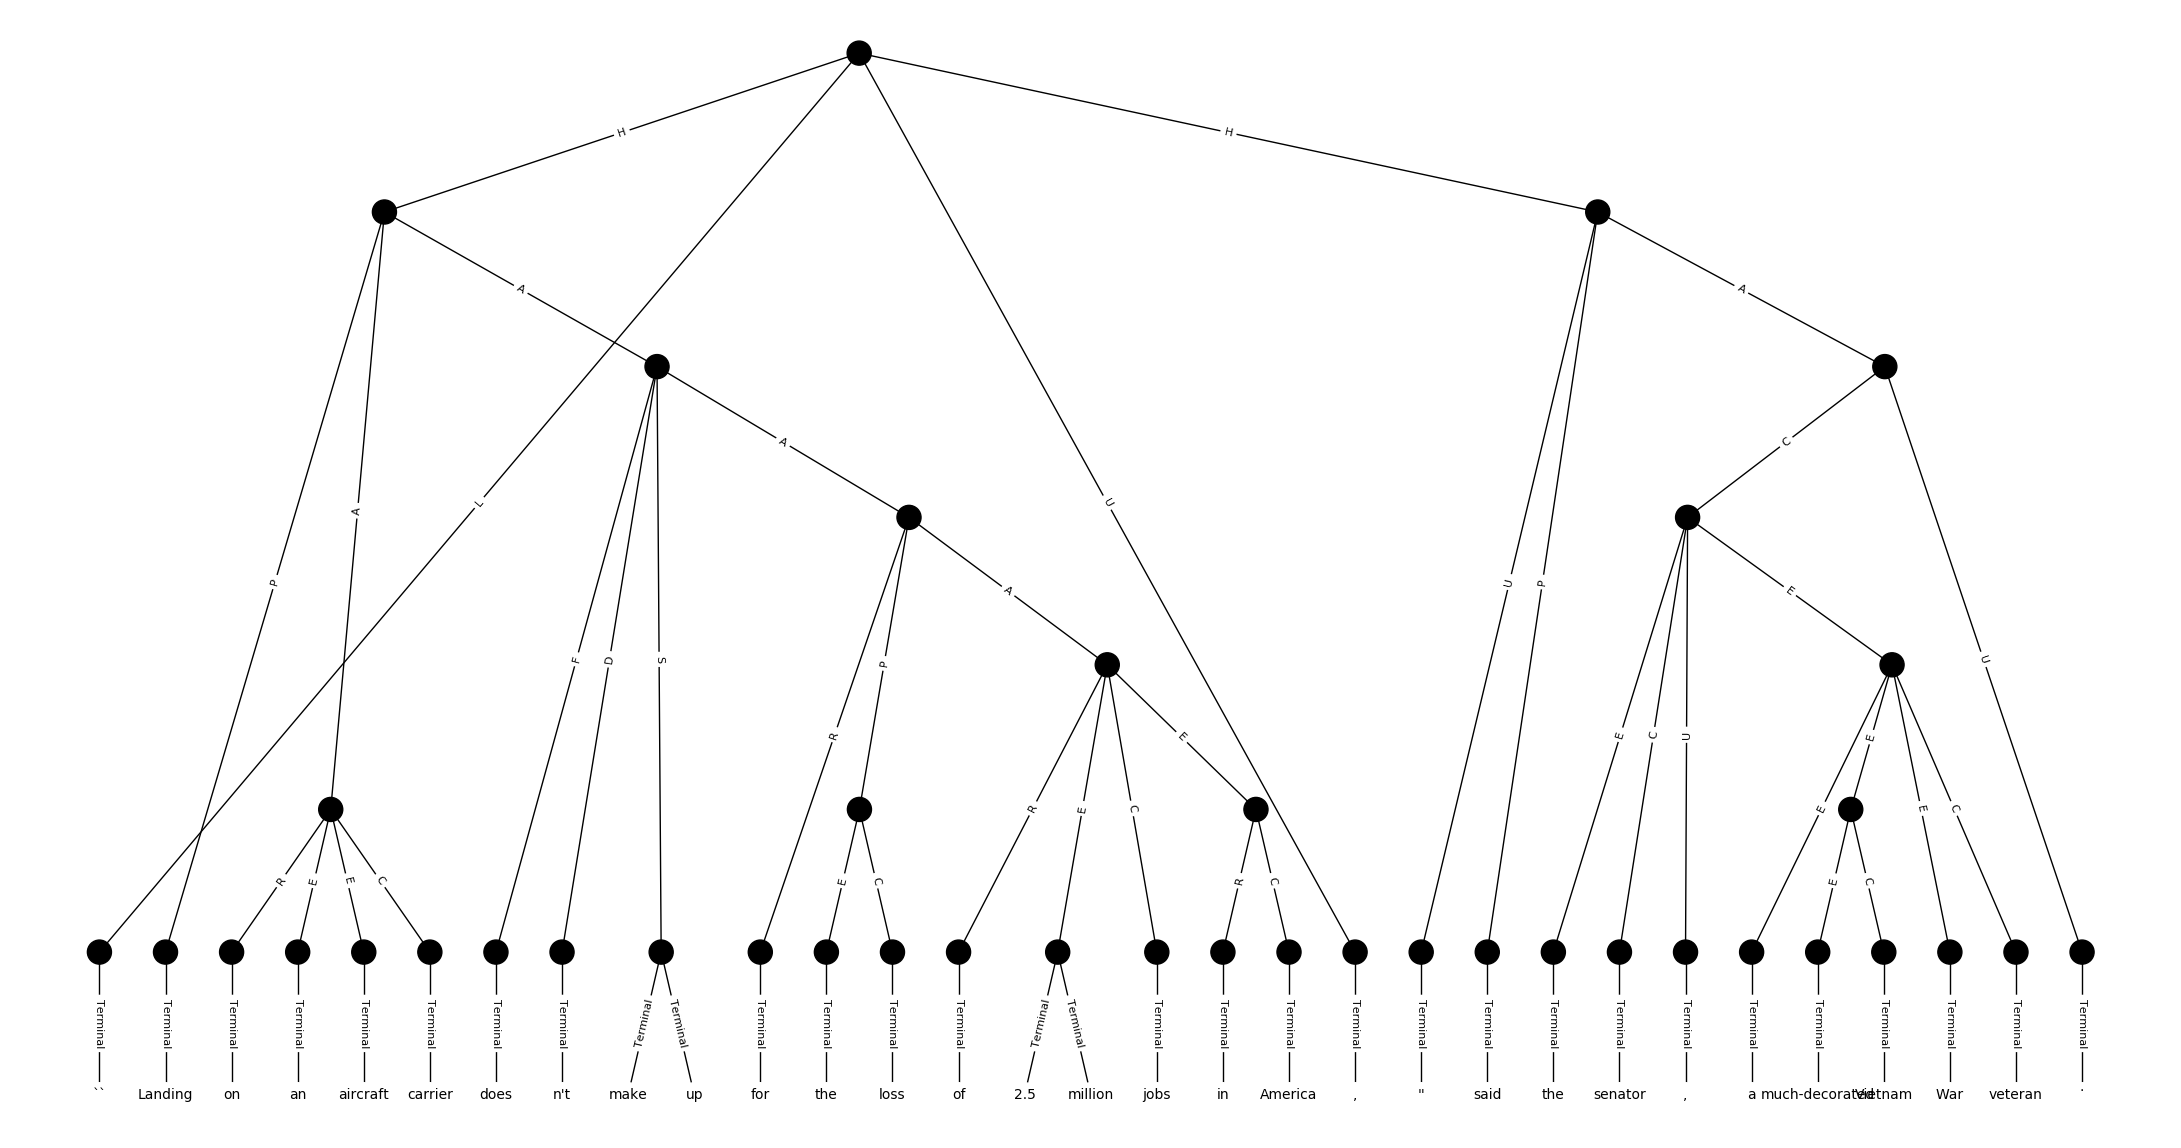 H H
A A
A C
L U
A
P F D S P A U P E U
R R E C U E
R E C E E E E C
R E E C E C R C E C
Terminal Terminal Terminal Terminal Terminal Terminal Terminal Terminal Terminal Terminal Terminal Terminal Terminal Terminal Terminal Terminal Terminal Terminal Terminal Terminal Terminal Terminal Terminal Terminal Terminal Terminal Terminal Terminal Terminal Terminal Terminal
`` Landing on an aircraft carrier does n't make up for the loss of 2.5 million jobs in America , " said the senator , a much-decorated Vietnam War veteran .